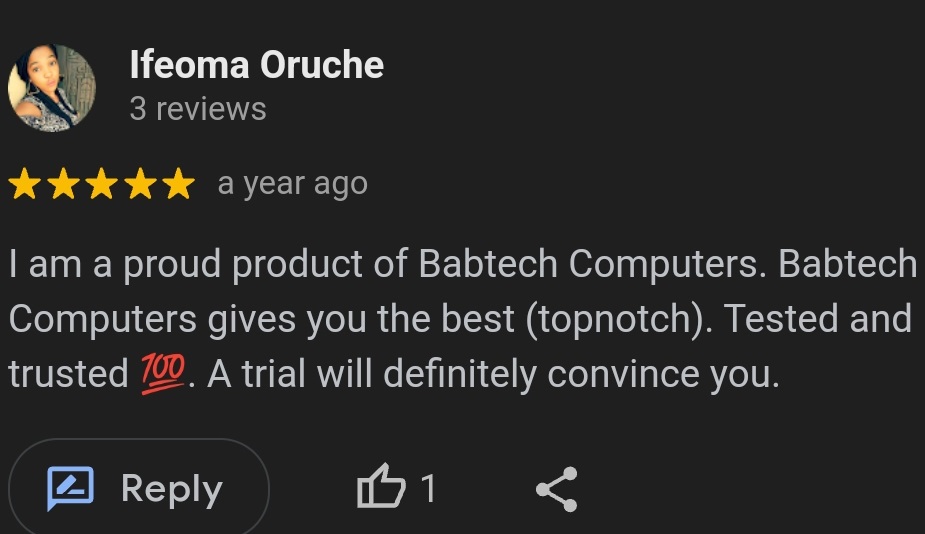 Ifeoma Oruche
3 reviews
a year ago
I am a proud product of Babtech Computers. Babtech
Computers gives you the best (topnotch). Tested and
trusted 💯. A trial will definitely convince you.
Reply
1